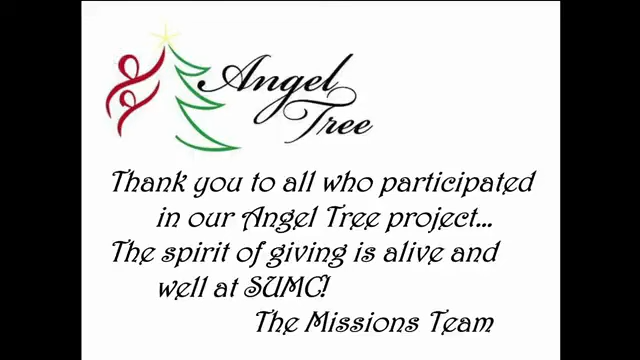 Angel
Tree
Thank you to all who participated
in our Angel Tree project...
The spirit of giving is alive and
well at SUMC!
The Missions Team